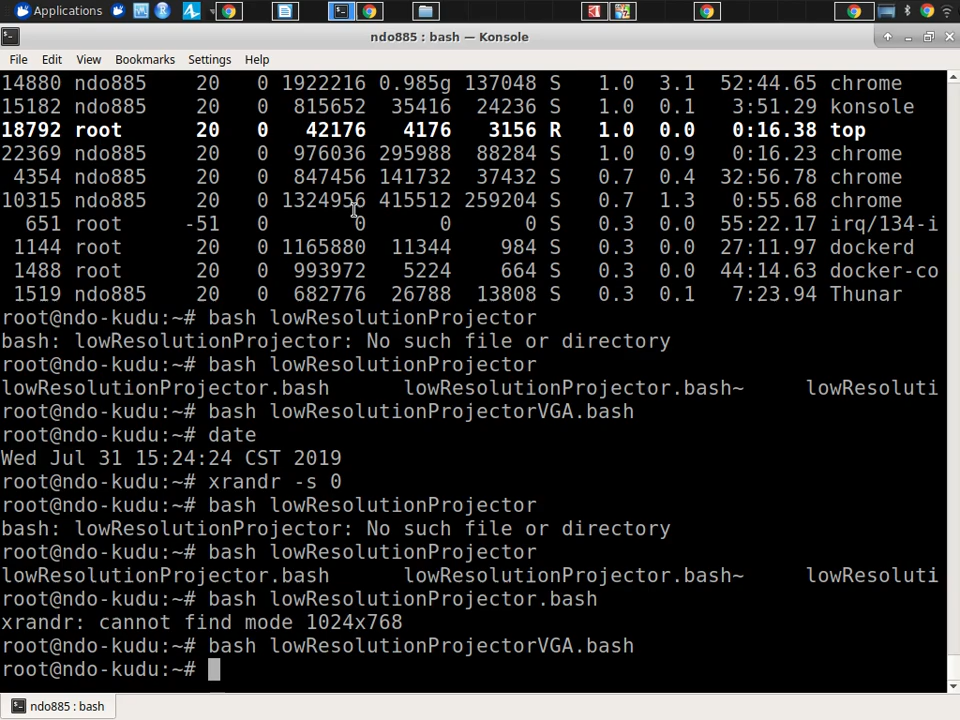 Applications
ndo885 : bash — Konsole
File Edit View Bookmarks Settings Help
14880 ndo885 20 0 1922216 0.985g 137048 S 1.0 3.1 52:44.65 chrome
15182 ndo885 20 0 815652 35416 24236 S 1.0 0.1 3:51.29 konsole
18792 root 20 0 42176 4176 3156 R 1.0 0.0 0:16.38 top
22369 ndo885 20 0 976036 295988 88284 S 1.0 0.9 0:16.23 chrome
4354 ndo885 20 0 847456 141732 37432 S 0.7 0.4 32:56.78 chrome
10315 ndo885 20 0 1324956 415512 259204 S 0.7 1.3 0:55.68 chrome
651 root -51 0 0 0 0 S 0.3 0.0 55:22.17 irq/134-i
1144 root 20 0 1165880 11344 984 S 0.3 0.0 27:11.97 dockerd
1488 root 20 0 993972 5224 664 S 0.3 0.0 44:14.63 docker-co
1519 ndo885 20 0 682776 26788 13808 S 0.3 0.1 7:23.94 Thunar
root@ndo-kudu:~# bash lowResolutionProjector
bash: lowResolutionProjector: No such file or directory
root@ndo-kudu:~# bash lowResolutionProjector
lowResolutionProjector.bash lowResolutionProjector.bash~ lowResoluti
root@ndo-kudu:~# bash lowResolutionProjectorVGA.bash
root@ndo-kudu:~# date
Wed Jul 31 15:24:24 CST 2019
root@ndo-kudu:~# xrandr -s 0
root@ndo-kudu:~# bash lowResolutionProjector
bash: lowResolutionProjector: No such file or directory
root@ndo-kudu:~# bash lowResolutionProjector
lowResolutionProjector.bash lowResolutionProjector.bash~ lowResoluti
root@ndo-kudu:~# bash lowResolutionProjector.bash
xrandr: cannot find mode 1024x768
root@ndo-kudu:~# bash lowResolutionProjectorVGA.bash
root@ndo-kudu:~#
ndo885 : bash